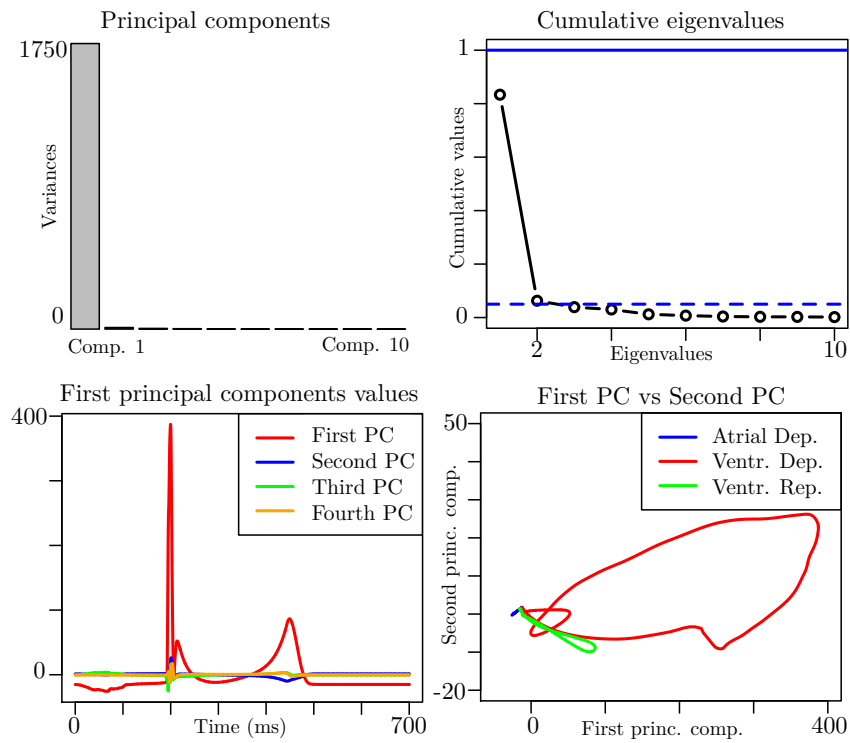 Principal components
1750
Variances
0
Comp. 1
Comp. 10
Cumulative eigenvalues
1
Cumulative values
0
2
10
Eigenvalues
First principal components values
400
First PC
Second PC
Third PC
Fourth PC
0
0
Time (ms)
700
First PC vs Second PC
50
Atrial Dep.
Ventr. Dep.
Ventr. Rep.
Second princ. comp.
-20
0
First princ. comp.
400